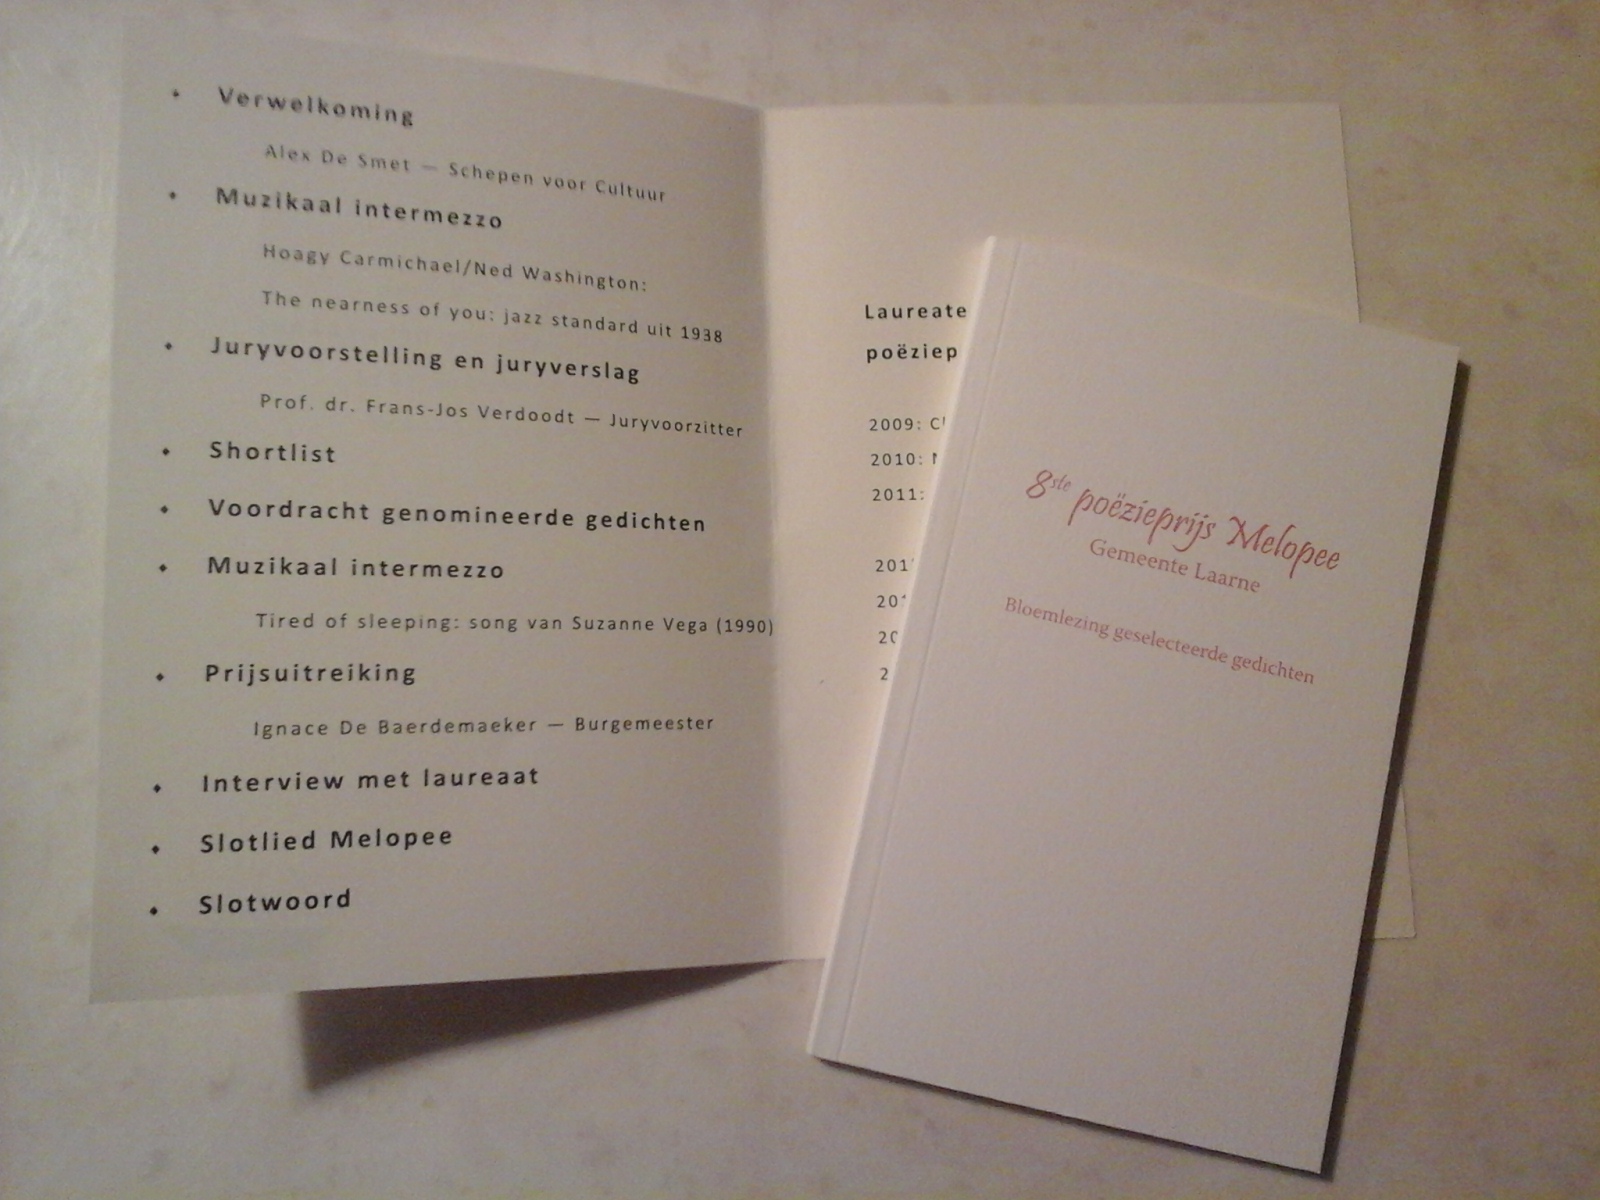 Verwelkoming
Alex De Smet — Schepen voor Cultuur
Muzikaal intermezzo
Hoagy Carmichael/Ned Washington:
The nearness of you: jazz standard uit 1938
Juryvoorstelling en juryverslag
Prof. dr. Frans-Jos Verdoodt — Juryvoorzitter
Shortlist
Voordracht genomineerde gedichten
Muzikaal intermezzo
Tired of sleeping: song van Suzanne Vega (1990)
Prijsuitreiking
Ignace De Baerdemaeker — Burgemeester
Interview met laureaat
Slotlied Melopee
Slotwoord
Laureate
poëziep
2009:
2010:
2011:
8ste poëzieprijs Melopee
Gemeente Laarne
Bloemlezing geselecteerde gedichten